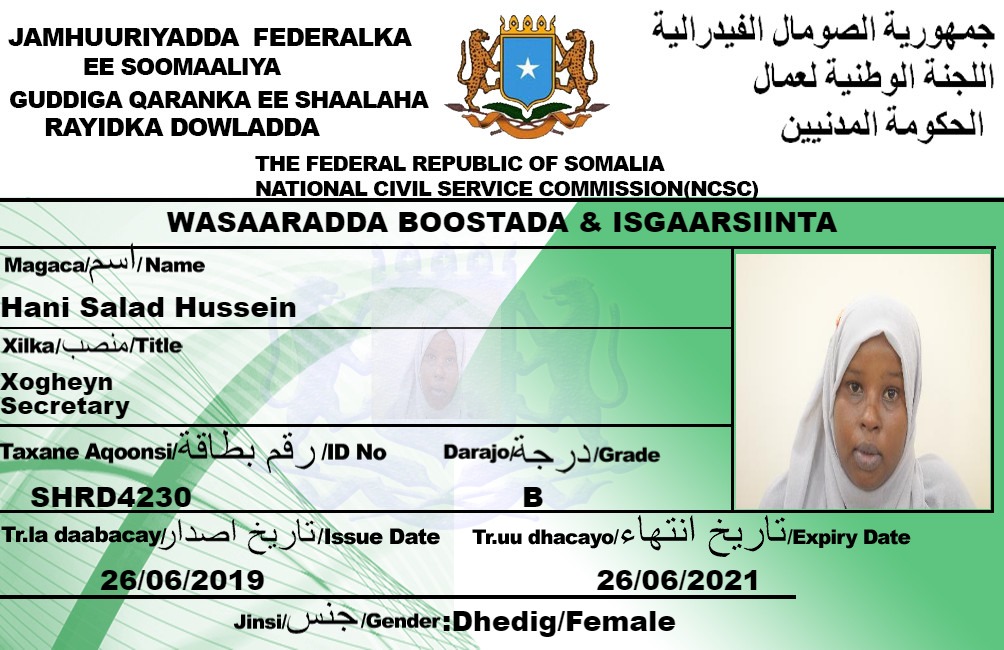 JAMHUURIYADDA FEDERALKA
EE SOOMAALIYA
GUDDIGA QARANKA EE SHAALAHA
RAYIDKA DOWLADDA
جمهورية الصومال الفيدرالية
اللجنة الوطنية لعمال
الحكومة المدنيين
THE FEDERAL REPUBLIC OF SOMALIA
NATIONAL CIVIL SERVICE COMMISSION(NCSC)
WASAARADDA BOOSTADA & ISGAARSIINTA
Magaca/اسم/Name
Hani Salad Hussein
Xilka/منصب/Title
Xogheyn
Secretary
Taxane Aqoonsi/رقم بطاقة/ID No
SHRD4230
Darajo/درجة/Grade
B
Tr.la daabacay/تاريخ اصدار/Issue Date
26/06/2019
Tr.uu dhacayo/تاريخ انتهاء/Expiry Date
26/06/2021
Jinsi/جنس/Gender:Dhedig/Female